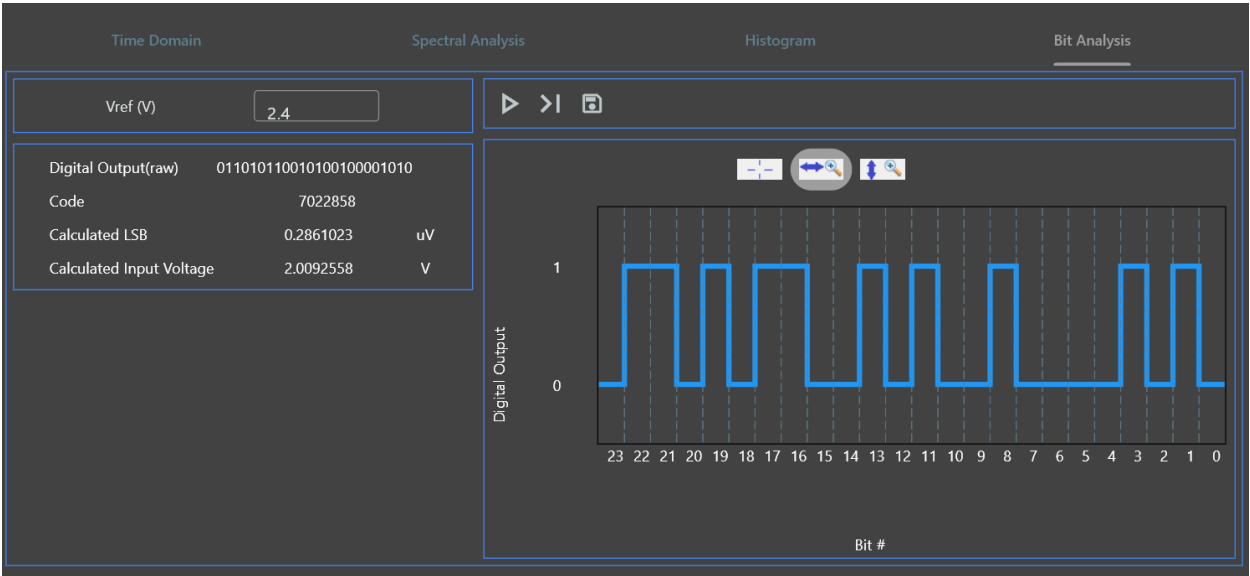 Time Domain Spectral Analysis Histogram Bit Analysis
Vref (V) 2.4
Digital Output(raw) 011010110010100100001010
Code 7022858
Calculated LSB 0.2861023 uV
Calculated Input Voltage 2.0092558 V
1
0
Digital Output
23 22 21 20 19 18 17 16 15 14 13 12 11 10 9 8 7 6 5 4 3 2 1 0
Bit #